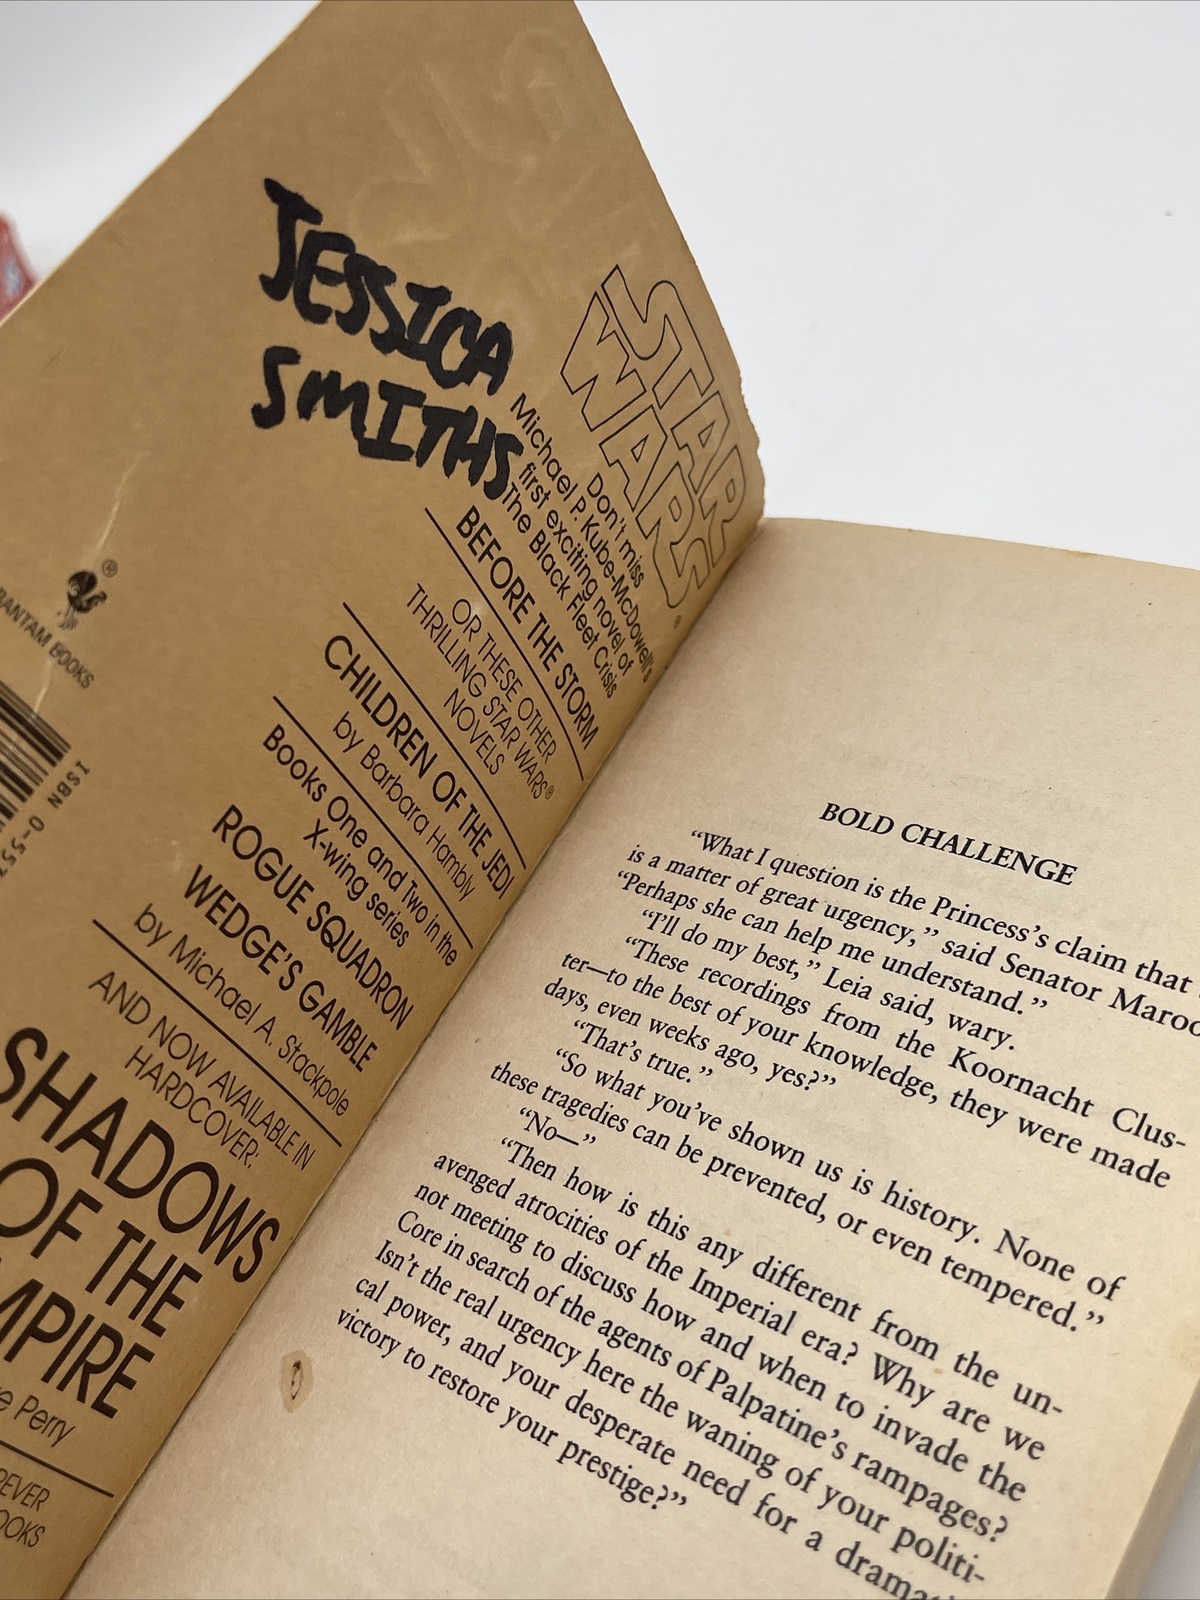 JESSICA
SMITHS
STAR
WARS
®
Don't miss
Michael P. Kube-McDowell's
first exciting novel of
The Black Fleet Crisis
BEFORE THE STORM
OR THESE OTHER
THRILLING STAR WARS®
NOVELS
CHILDREN OF THE JEDI
by Barbara Hambly
Books One and Two in the
X-wing series
ROGUE SQUADRON
WEDGE'S GAMBLE
by Michael A. Stackpole
AND NOW AVAILABLE IN
HARDCOVER:
SHADOWS
OF THE
MPIRE
e Perry
REVER
OOKS
®
BANTAM BOOKS
ISBN 0-553
BOLD CHALLENGE
“What I question is the Princess’s claim that
is a matter of great urgency,” said Senator Maroo
“Perhaps she can help me understand.”
“I’ll do my best,” Leia said, wary.
“These recordings from the Koornacht Clus-
ter—to the best of your knowledge, they were made
days, even weeks ago, yes?”
“That’s true.”
“So what you’ve shown us is history. None of
these tragedies can be prevented, or even tempered.”
“No—”
“Then how is this any different from the un-
avenged atrocities of the Imperial era? Why are we
not meeting to discuss how and when to invade the
Core in search of the agents of Palpatine’s rampages?
Isn’t the real urgency here the waning of your politi-
cal power, and your desperate need for a dramati
victory to restore your prestige?”